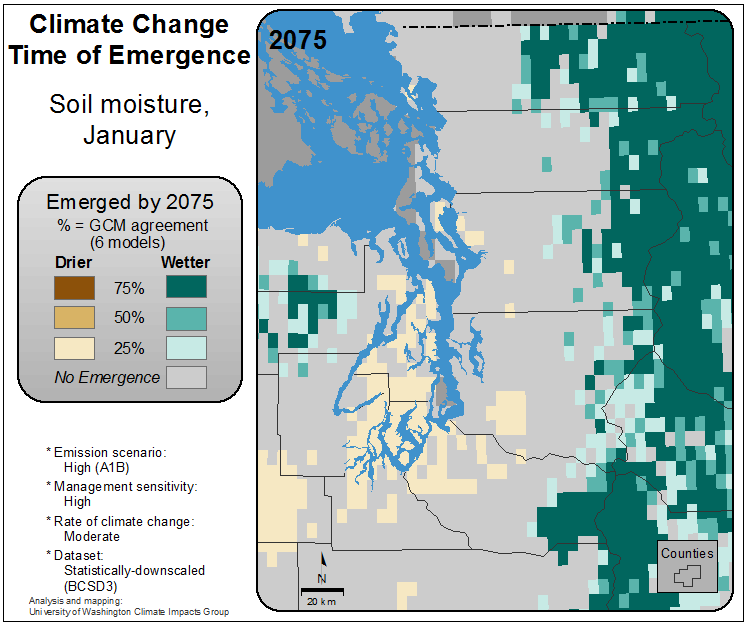 Climate Change
Time of Emergence
Soil moisture,
January
Emerged by 2075
% = GCM agreement
(6 models)
Drier Wetter
75%
50%
25%
No Emergence
* Emission scenario:
High (A1B)
* Management sensitivity:
High
* Rate of climate change:
Moderate
* Dataset:
Statistically-downscaled
(BCSD3)
Analysis and mapping:
University of Washington Climate Impacts Group
2075
N
20 km
Counties